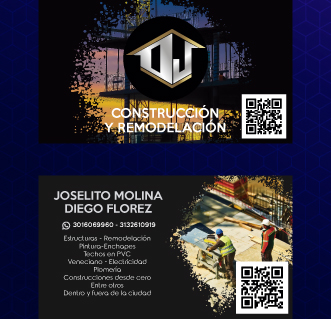 DJ
CONSTRUCCIÓN
Y REMODELACIÓN
JOSELITO MOLINA
DIEGO FLOREZ
3016069960 - 3132610919
Estructuras - Remodelación
Pintura-Enchapes
Techos en PVC
Veneciano - Electricidad
Plomeria
Construcciones desde cero
Entre otros
Dentro y fuera de la ciudad